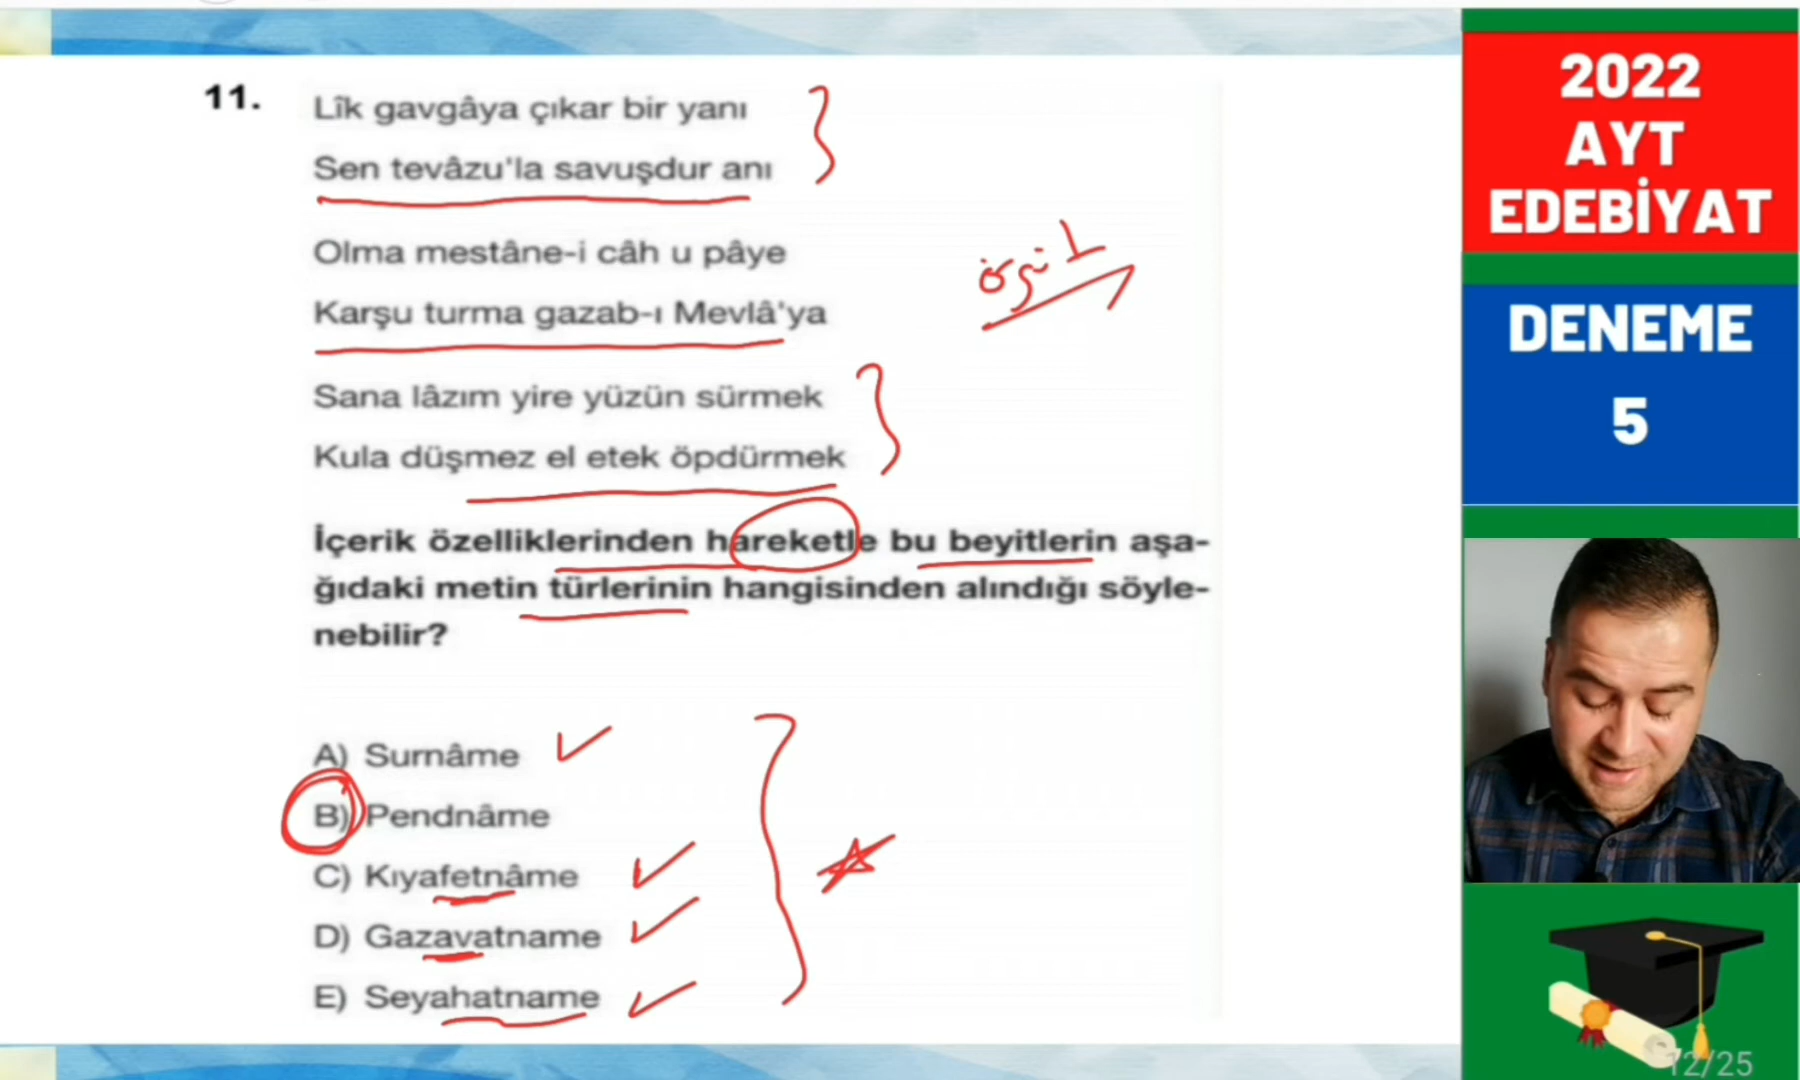 11.
Lîk gavgâya çıkar bir yanı
Sen tevâzu'la savuşdur anı
Olma mestâne-i câh u pâye
Karşu turma gazab-ı Mevlâ'ya
Sana lâzım yire yüzün sürmek
Kula düşmez el etek öpdürmek
İçerik özelliklerinden hareketle bu beyitlerin aşa-
ğıdaki metin türlerinin hangisinden alındığı söyle-
nebilir?
A) Surnâme
B) Pendnâme
C) Kıyafetnâme
D) Gazavatname
E) Seyahatname
2022
AYT
EDEBİYAT
DENEME
5
12/25